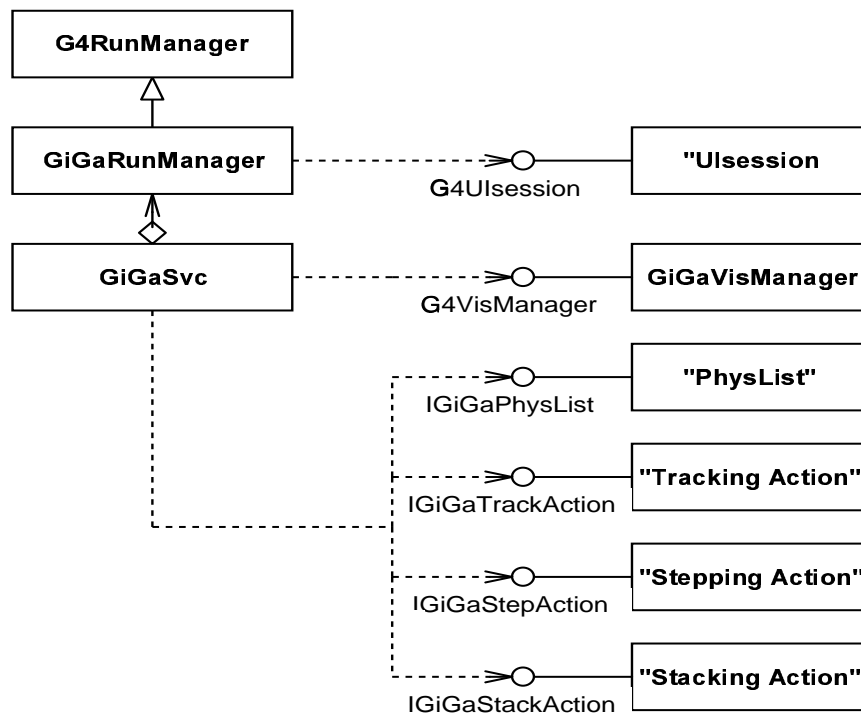 G4RunManager
GiGaRunManager
"UIsession
G4UIsession
GiGaSvc
GiGaVisManager
G4VisManager
"PhysList"
IGiGaPhysList
"Tracking Action"
IGiGaTrackAction
"Stepping Action"
IGiGaStepAction
"Stacking Action"
IGiGaStackAction